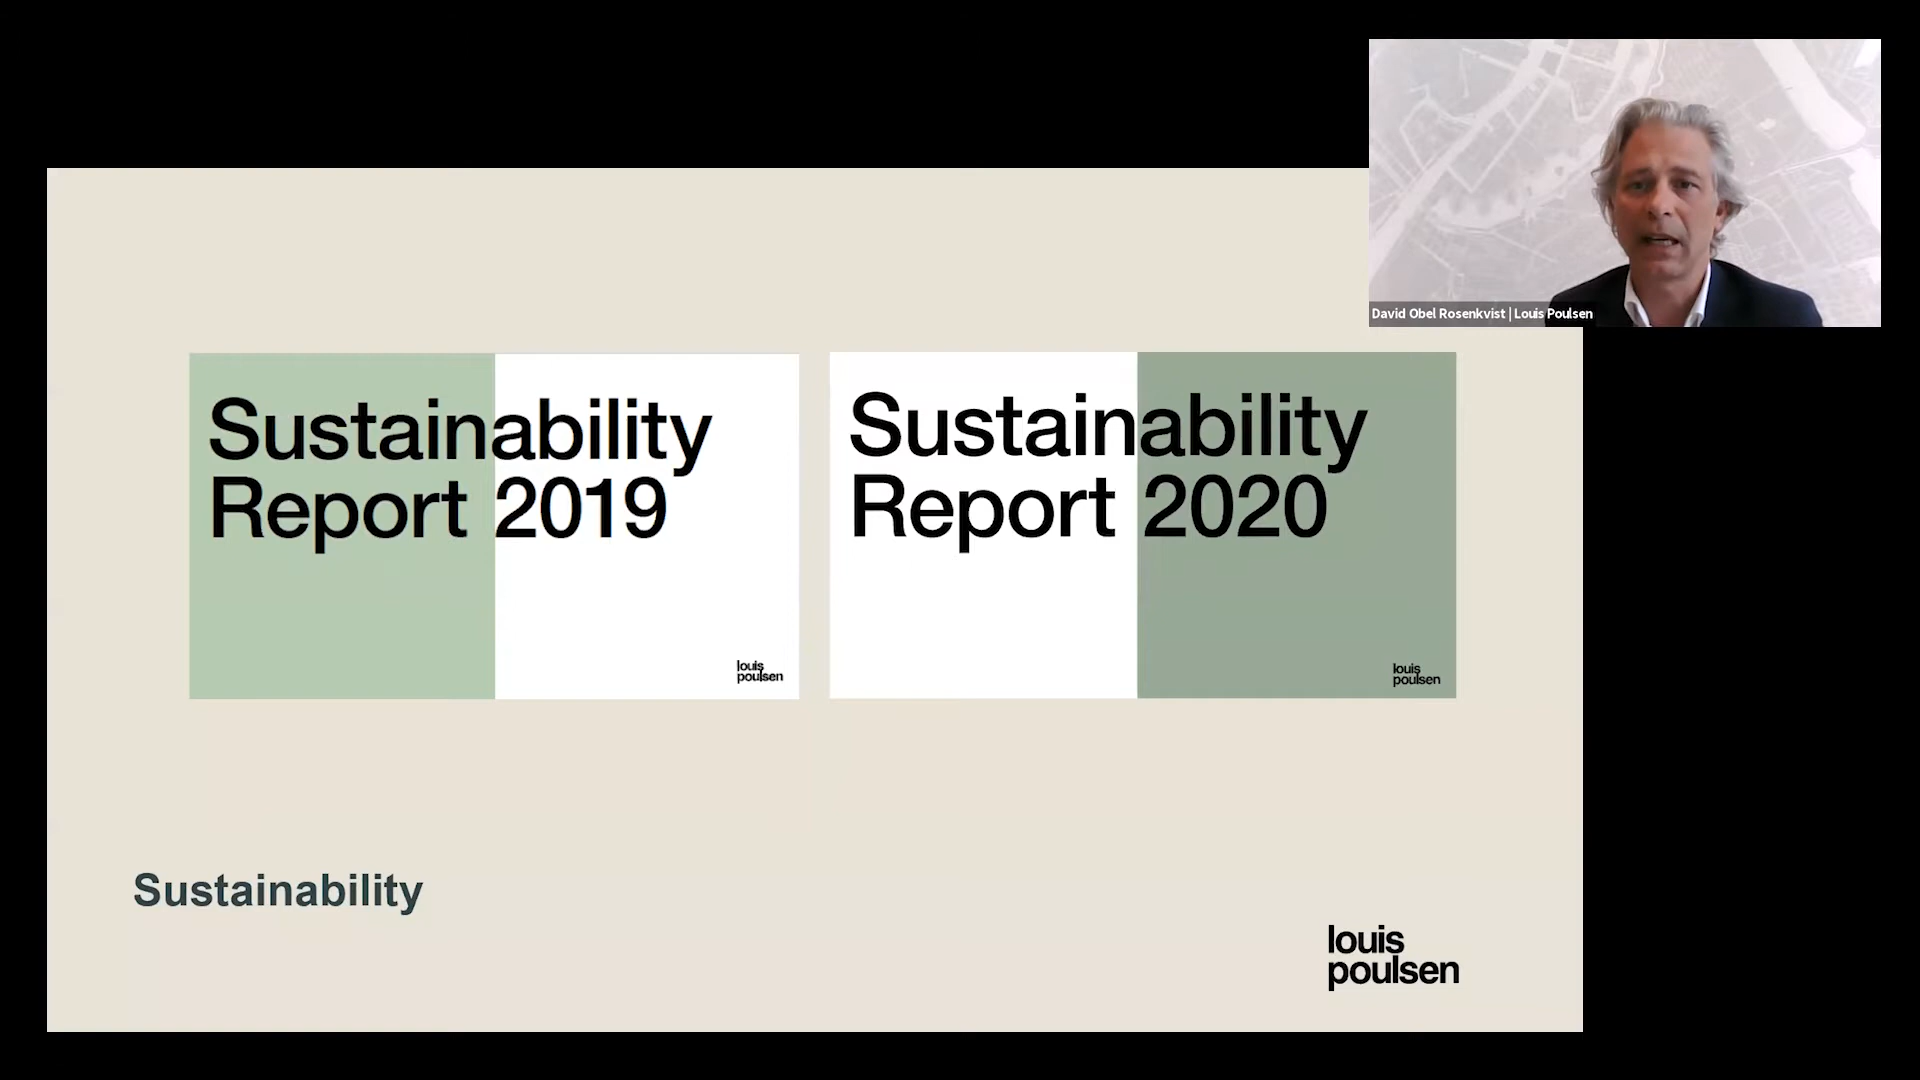 David Obel Rosenkvist | Louis Poulsen
Sustainability
Report 2019
louis
poulsen
Sustainability
Report 2020
louis
poulsen
Sustainability
louis
poulsen